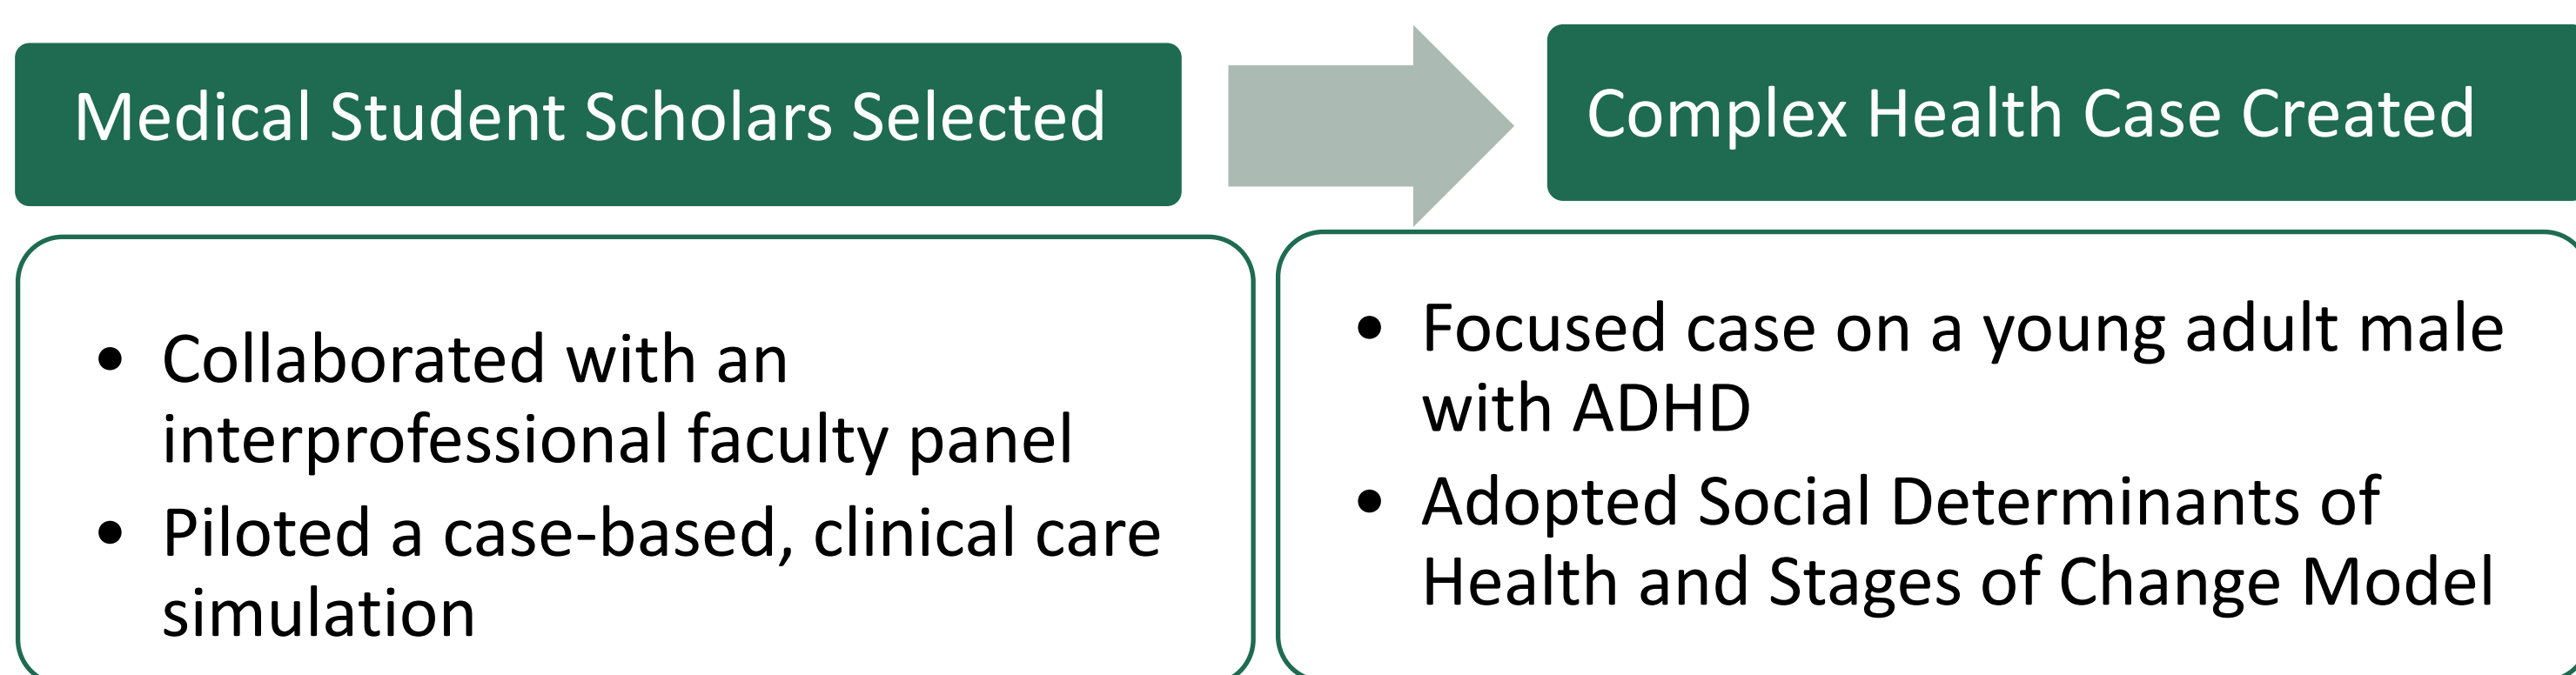 Medical Student Scholars Selected
• Collaborated with an
interprofessional faculty panel
• Piloted a case-based, clinical care
simulation
Complex Health Case Created
• Focused case on a young adult male
with ADHD
• Adopted Social Determinants of
Health and Stages of Change Model